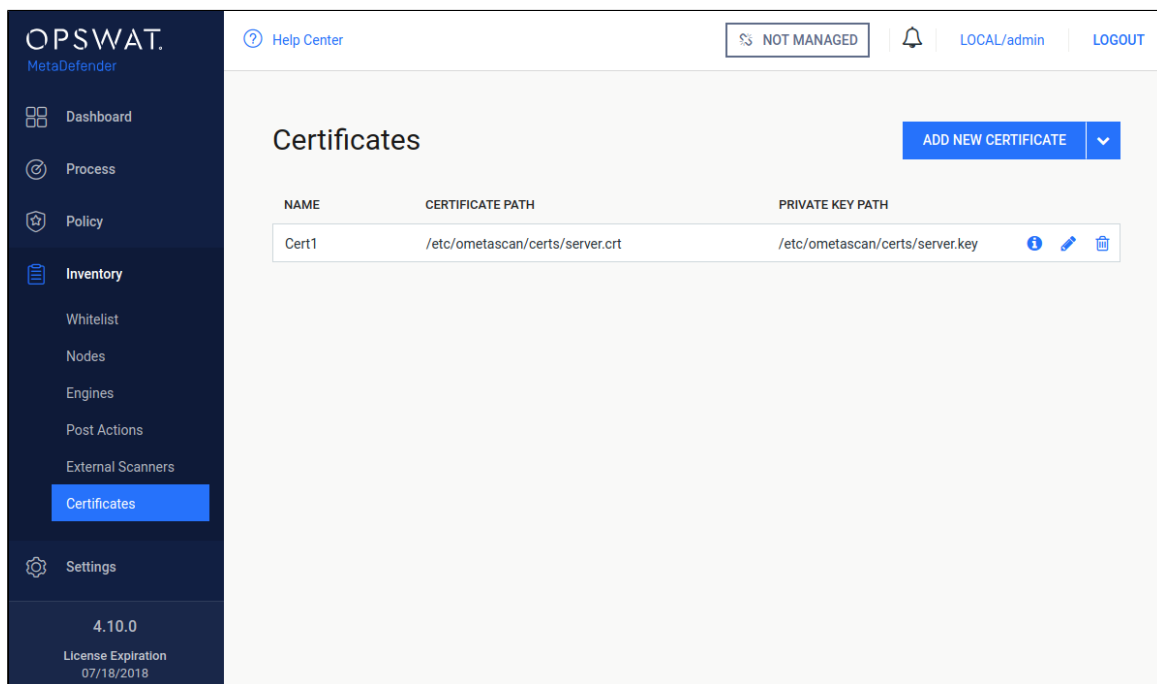 OPSWAT.
MetaDefender
Help Center
NOT MANAGED
LOCAL/admin
LOGOUT
Dashboard
Process
Policy
Inventory
Whitelist
Nodes
Engines
Post Actions
External Scanners
Certificates
Settings
4.10.0
License Expiration
07/18/2018
Certificates
ADD NEW CERTIFICATE
NAME CERTIFICATE PATH PRIVATE KEY PATH
Cert1 /etc/ometascan/certs/server.crt /etc/ometascan/certs/server.key